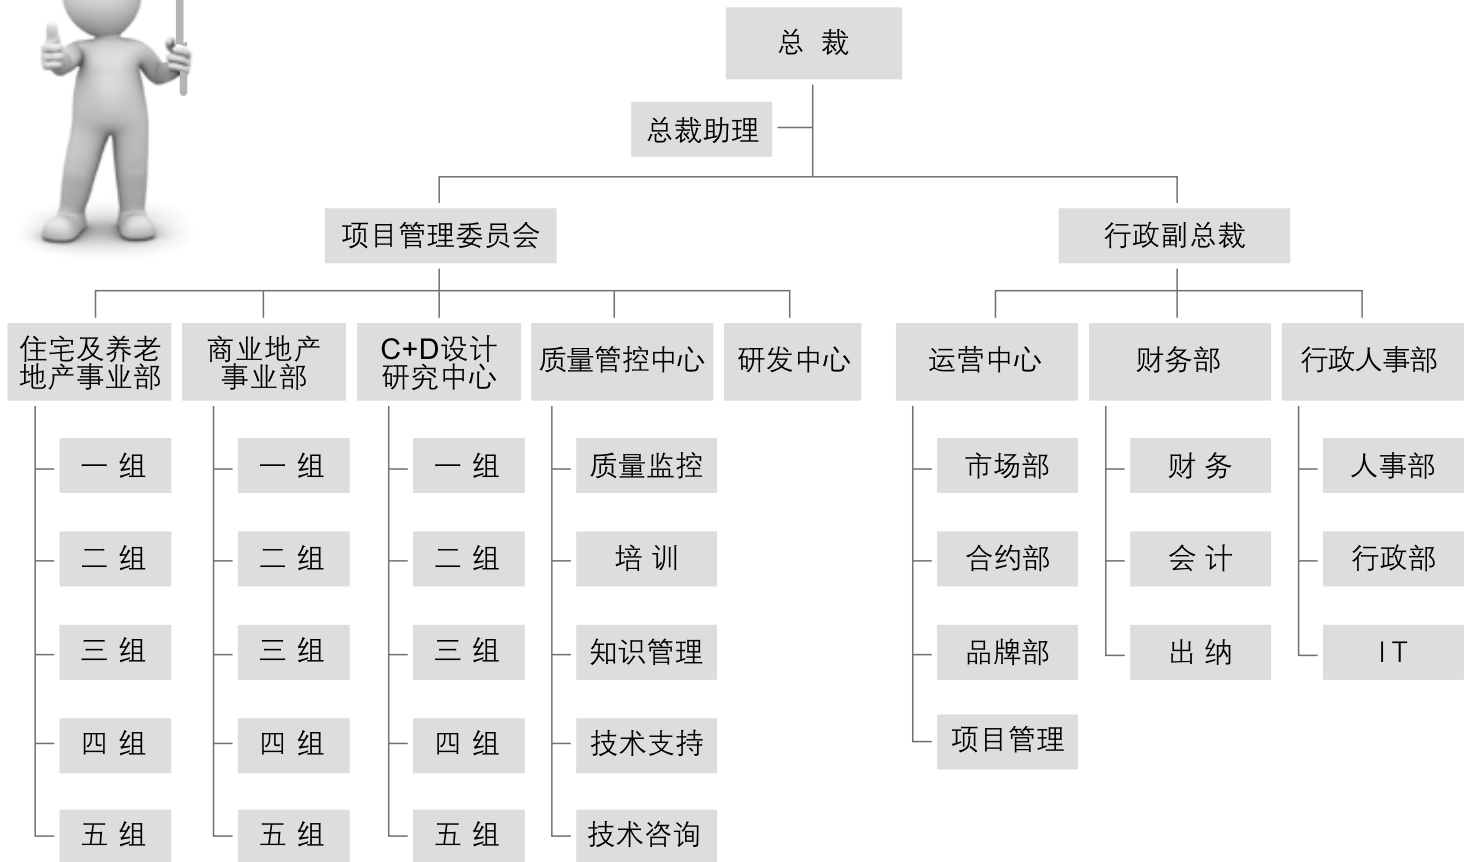 总 裁
总裁助理
项目管理委员会
行政副总裁
住宅及养老
地产事业部
商业地产
事业部
C+D设计
研究中心
质量管控中心
研发中心
运营中心
财务部
行政人事部
一 组
一 组
一 组
质量监控
市场部
财 务
人事部
二 组
二 组
二 组
培 训
合约部
会 计
行政部
三 组
三 组
三 组
知识管理
品牌部
出 纳
IT
四 组
四 组
四 组
技术支持
项目管理
五 组
五 组
五 组
技术咨询